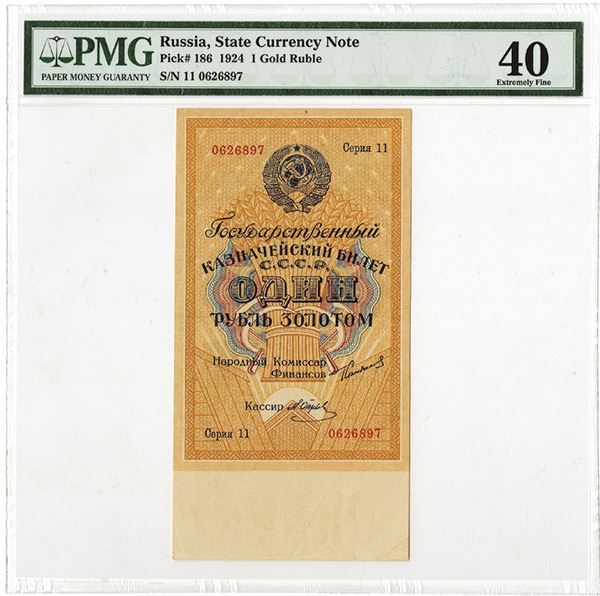 PMG
PAPER MONEY GUARANTY
Russia, State Currency Note
Pick# 186 1924 1 Gold Ruble
S/N 11 0626897
40
Extremely Fine
0626897 Серия 11
Государственный
КАЗНАЧЕЙСКИЙ БИЛЕТ
С.С.С.Р.
ОДИН
РУБЛЬ ЗОЛОТОМ
Народный Комиссар
Финансов
Кассир
Серия 11 0626897